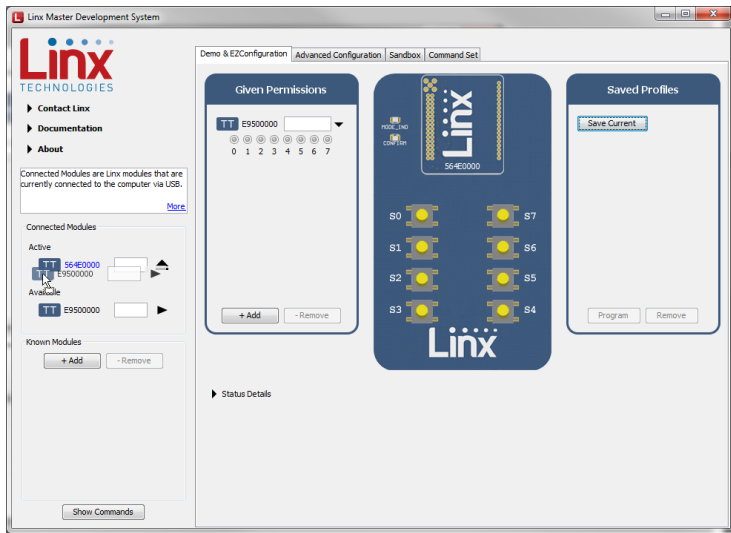 Linx Master Development System
Linx
TECHNOLOGIES
Contact Linx
Documentation
About
Connected Modules are Linx modules that are
currently connected to the computer via USB.
More
Connected Modules
Active
TT 564E0000
TT E9500000
Available
TT E9500000
Known Modules
+ Add
- Remove
Show Commands
Demo & EZConfiguration
Advanced Configuration
Sandbox
Command Set
Given Permissions
TT E9500000
0 1 2 3 4 5 6 7
+ Add
- Remove
Linx
MODE_IND
CONFIRM
564E0000
S0 S7
S1 S6
S2 S5
S3 S4
Linx
Saved Profiles
Save Current
Program
Remove
Status Details